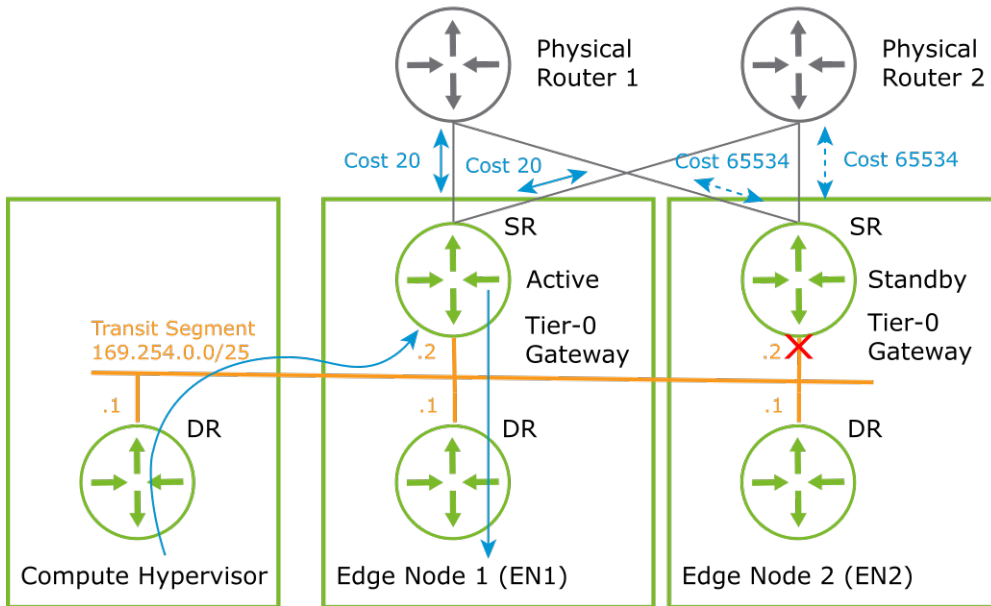 Physical
Router 1
Physical
Router 2
Cost 20
Cost 20
Cost 65534
Cost 65534
SR
SR
Active
Standby
Transit Segment
169.254.0.0/25
Tier-0
Gateway
Tier-0
Gateway
.2
.2
.1
.1
.1
DR
DR
DR
Compute Hypervisor
Edge Node 1 (EN1)
Edge Node 2 (EN2)